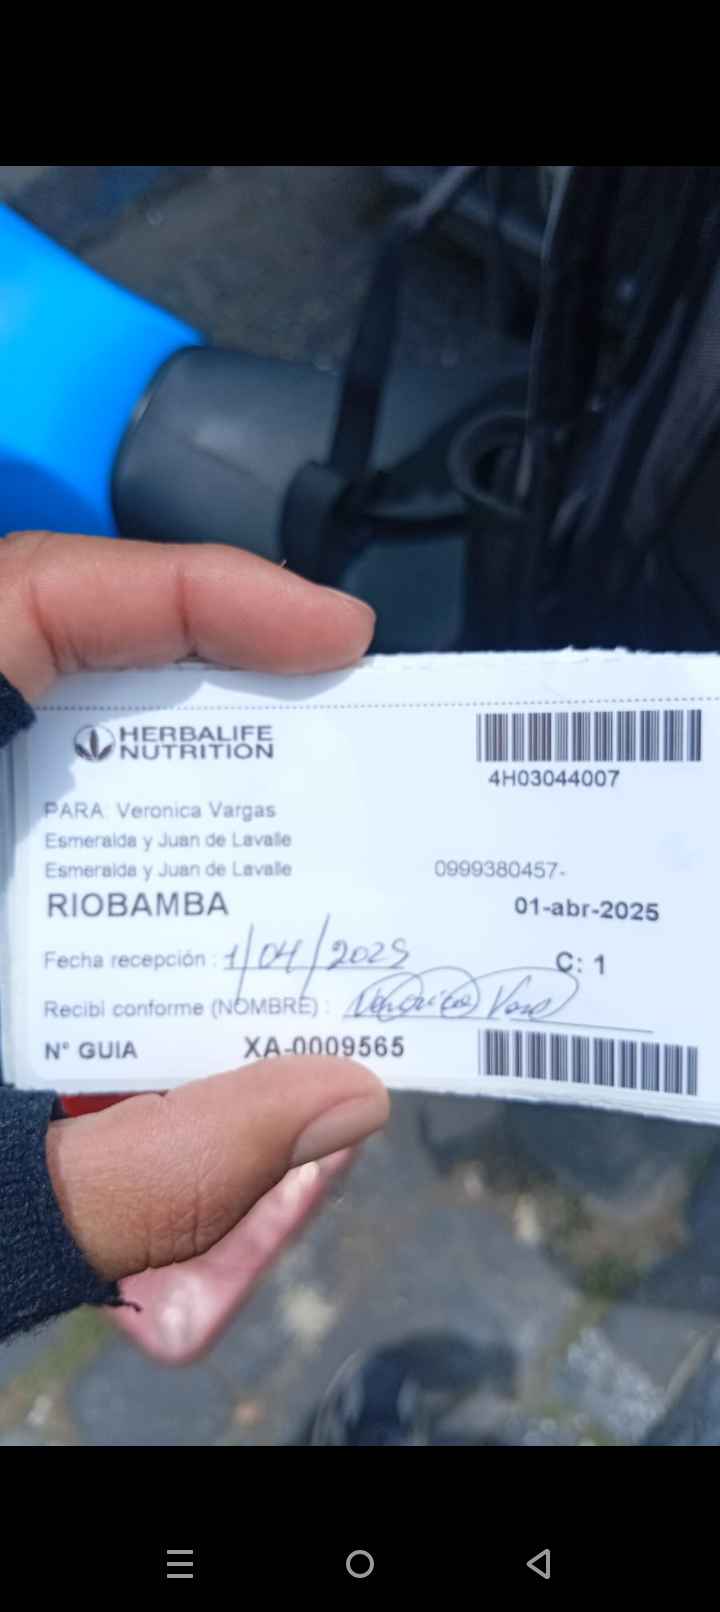 HERBALIFE
NUTRITION
4H03044007
PARA: Veronica Vargas
Esmeralda y Juan de Lavalle
Esmeralda y Juan de Lavalle 0999380457-
RIOBAMBA 01-abr-2025
Fecha recepción : 1/04/2025 C: 1
Recibi conforme (NOMBRE) : Veronica
N° GUIA XA-0009565